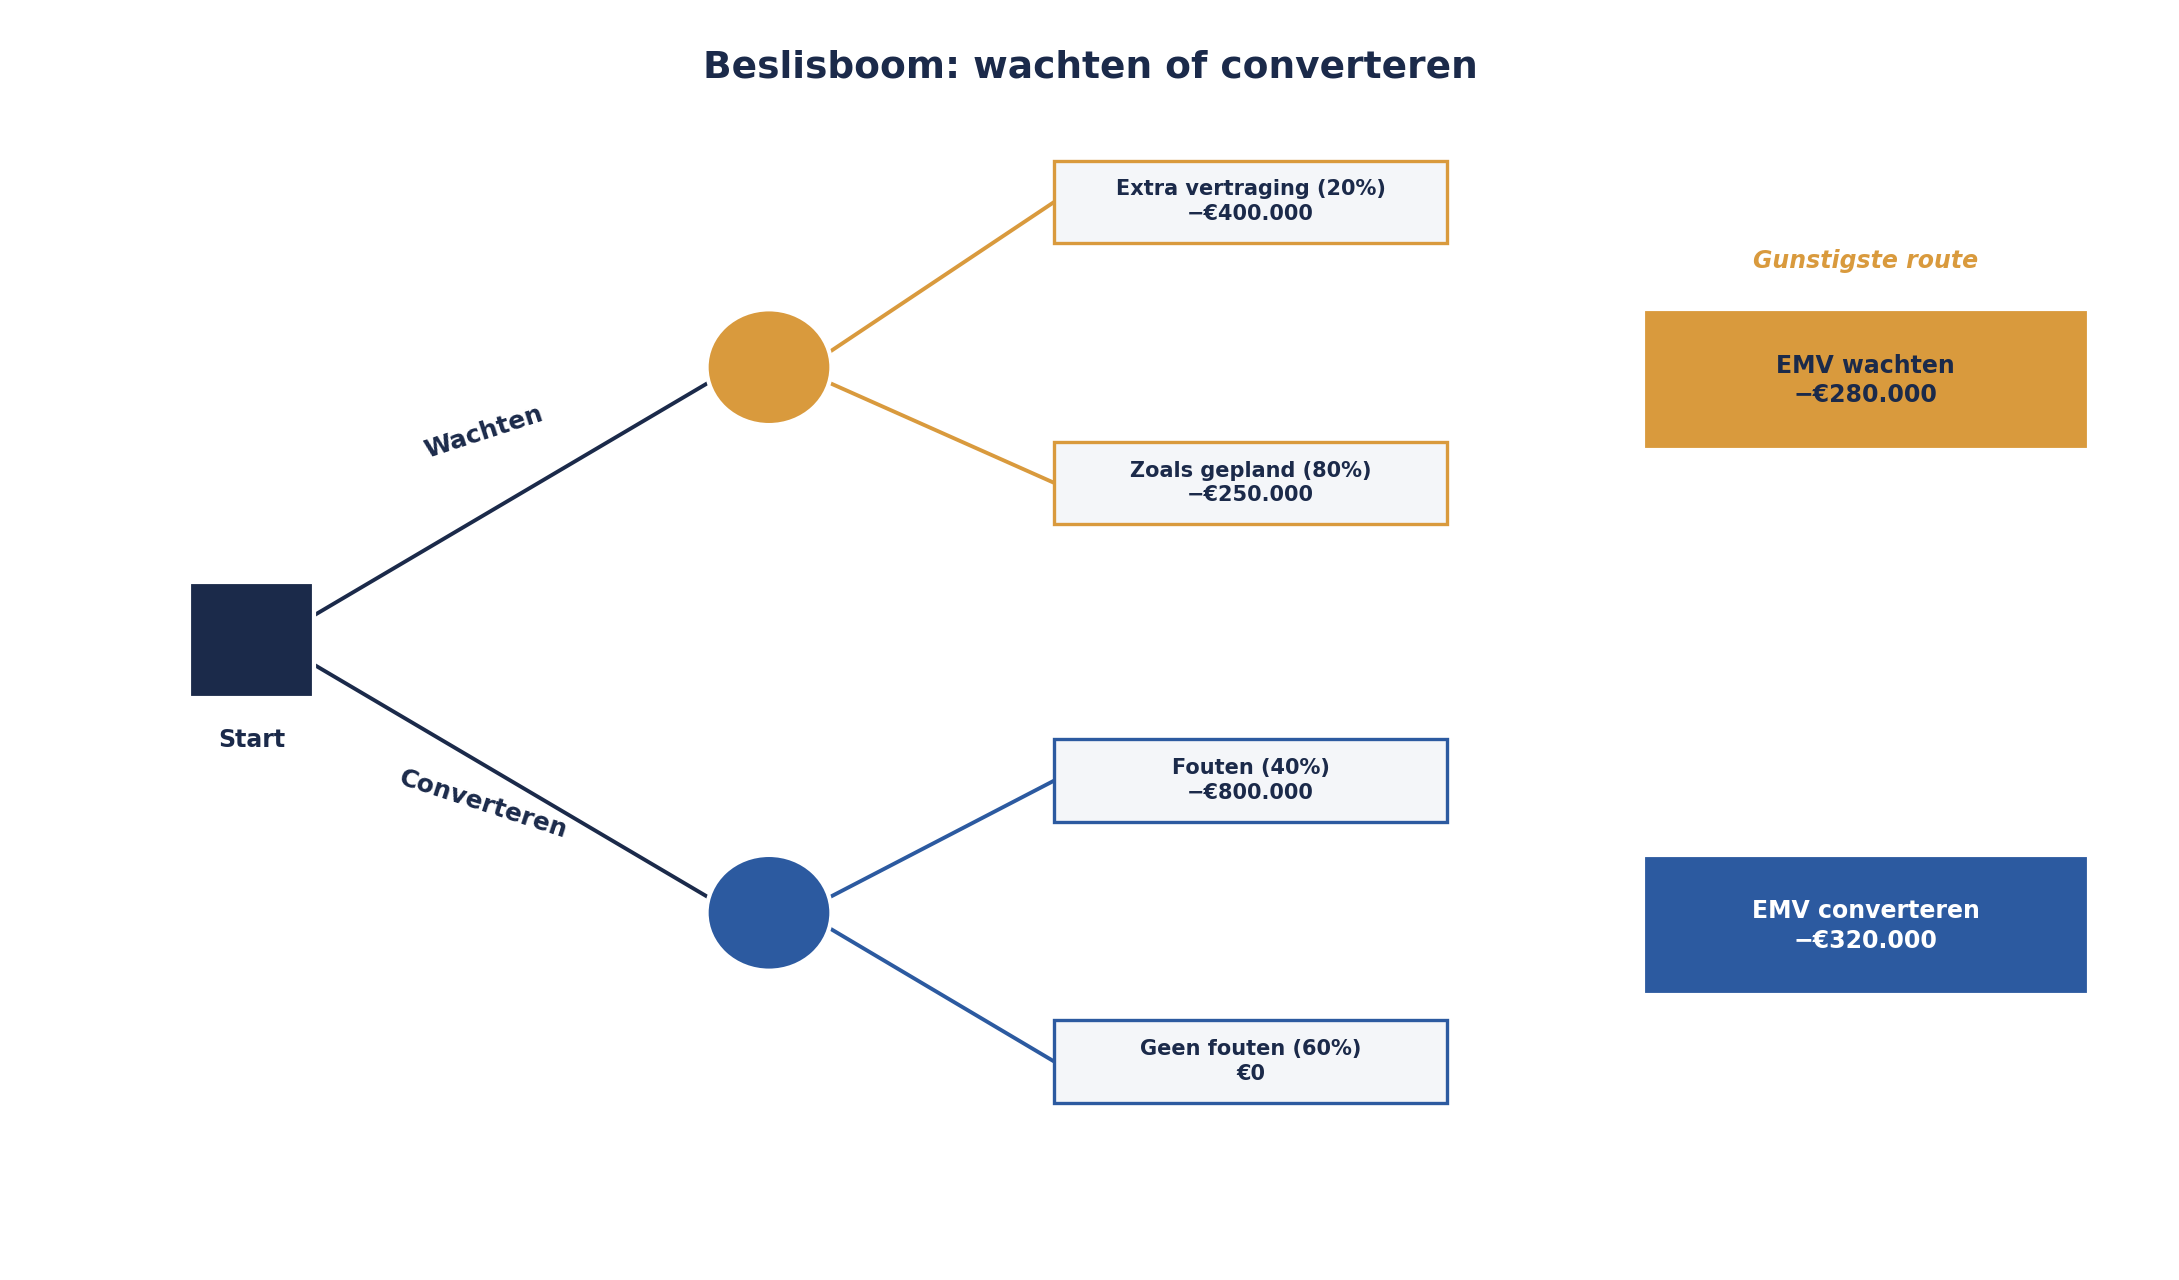 Beslisboom: wachten of converteren
Extra vertraging (20%)
−€400.000
Gunstigste route
EMV wachten
−€280.000
Wachten
Zoals gepland (80%)
−€250.000
Start
Converteren
Fouten (40%)
−€800.000
EMV converteren
−€320.000
Geen fouten (60%)
€0